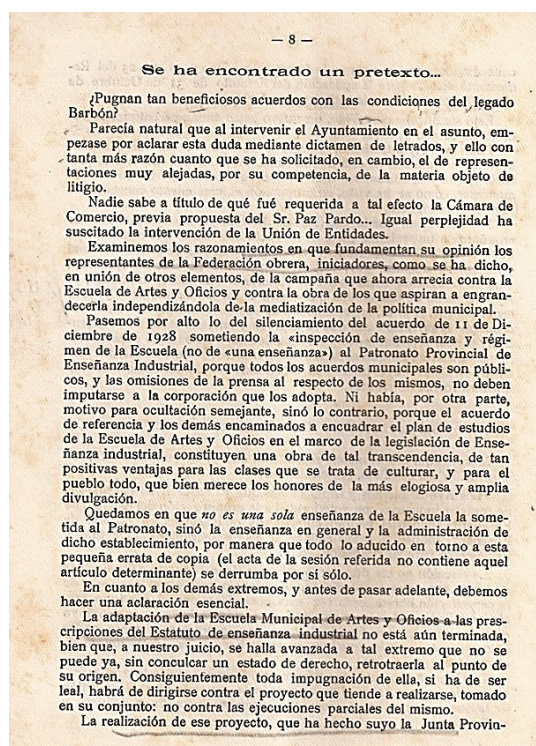 — 8 —
Se ha encontrado un pretexto...
¿Pugnan tan beneficiosos acuerdos con las condiciones del legado
Barbón?
Parecía natural que al intervenir el Ayuntamiento en el asunto, em-
pezase por aclarar esta duda mediante dictamen de letrados, y ello con
tanta más razón cuanto que se ha solicitado, en cambio, el de represen-
taciones muy alejadas, por su competencia, de la materia objeto de
litigio.
Nadie sabe a título de qué fué requerida a tal efecto la Cámara de
Comercio, previa propuesta del Sr. Paz Pardo... Igual perplejidad ha
suscitado la intervención de la Unión de Entidades.
Examinemos los razonamientos en que fundamentan su opinión los
representantes de la Federación obrera, iniciadores, como se ha dicho,
en unión de otros elementos, de la campaña que ahora arrecia contra la
Escuela de Artes y Oficios y contra la obra de los que aspiran a engran-
decerla independizándola de la mediatización de la política municipal.
Pasemos por alto lo del silenciamiento del acuerdo de 11 de Di-
ciembre de 1928 sometiendo la «inspección de enseñanza y régi-
men de la Escuela (no de «una enseñanza») al Patronato Provincial de
Enseñanza Industrial, porque todos los acuerdos municipales son públi-
cos, y las omisiones de la prensa al respecto de los mismos, no deben
imputarse a la corporación que los adopta. Ni había, por otra parte,
motivo para ocultación semejante, sinó lo contrario, porque el acuerdo
de referencia y los demás encaminados a encuadrar el plan de estudios
de la Escuela de Artes y Oficios en el marco de la legislación de Ense-
ñanza industrial, constituyen una obra de tal transcendencia, de tan
positivas ventajas para las clases que se trata de culturar, y para el
pueblo todo, que bien merece los honores de la más elogiosa y amplia
divulgación.
Quedamos en que no es una sola enseñanza de la Escuela la some-
tida al Patronato, sinó la enseñanza en general y la administración de
dicho establecimiento, por manera que todo lo aducido en torno a esta
pequeña errata de copia (el acta de la sesión referida no contiene aquel
artículo determinante) se derrumba por sí sólo.
En cuanto a los demás extremos, y antes de pasar adelante, debemos
hacer una aclaración esencial.
La adaptación de la Escuela Municipal de Artes y Oficios a las pres-
cripciones del Estatuto de enseñanza industrial no está aún terminada,
bien que, a nuestro juicio, se halla avanzada a tal extremo que no se
puede ya, sin conculcar un estado de derecho, retrotraerla al punto de
su origen. Consiguientemente toda impugnación de ella, si ha de ser
leal, habrá de dirigirse contra el proyecto que tiende a realizarse, tomado
en su conjunto: no contra las ejecuciones parciales del mismo.
La realización de ese proyecto, que ha hecho suyo la Junta Provin-